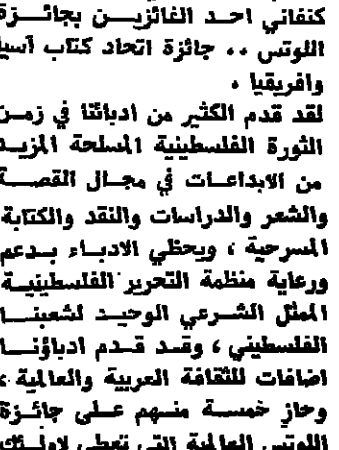 كنفاني احد الفائزين بجائزة
اللوتس .. جائزة اتحاد كتاب آسيا
وافريقيا .
لقد قدم الكثير من ادبائنا في زمن
الثورة الفلسطينية المسلحة المزيد
من الابداعات في مجال القصة
والشعر والدراسات والنقد والكتابة
المسرحية ، ويحظي الادباء بدعم
ورعاية منظمة التحرير الفلسطينية
الممثل الشرعي الوحيد لشعبنا
الفلسطيني ، وقد قدم ادباؤنا
اضافات للثقافة العربية والعالمية ،
وحاز خمسة منهم على جائزة
اللوتس العالمية التي تعطى لاولئك